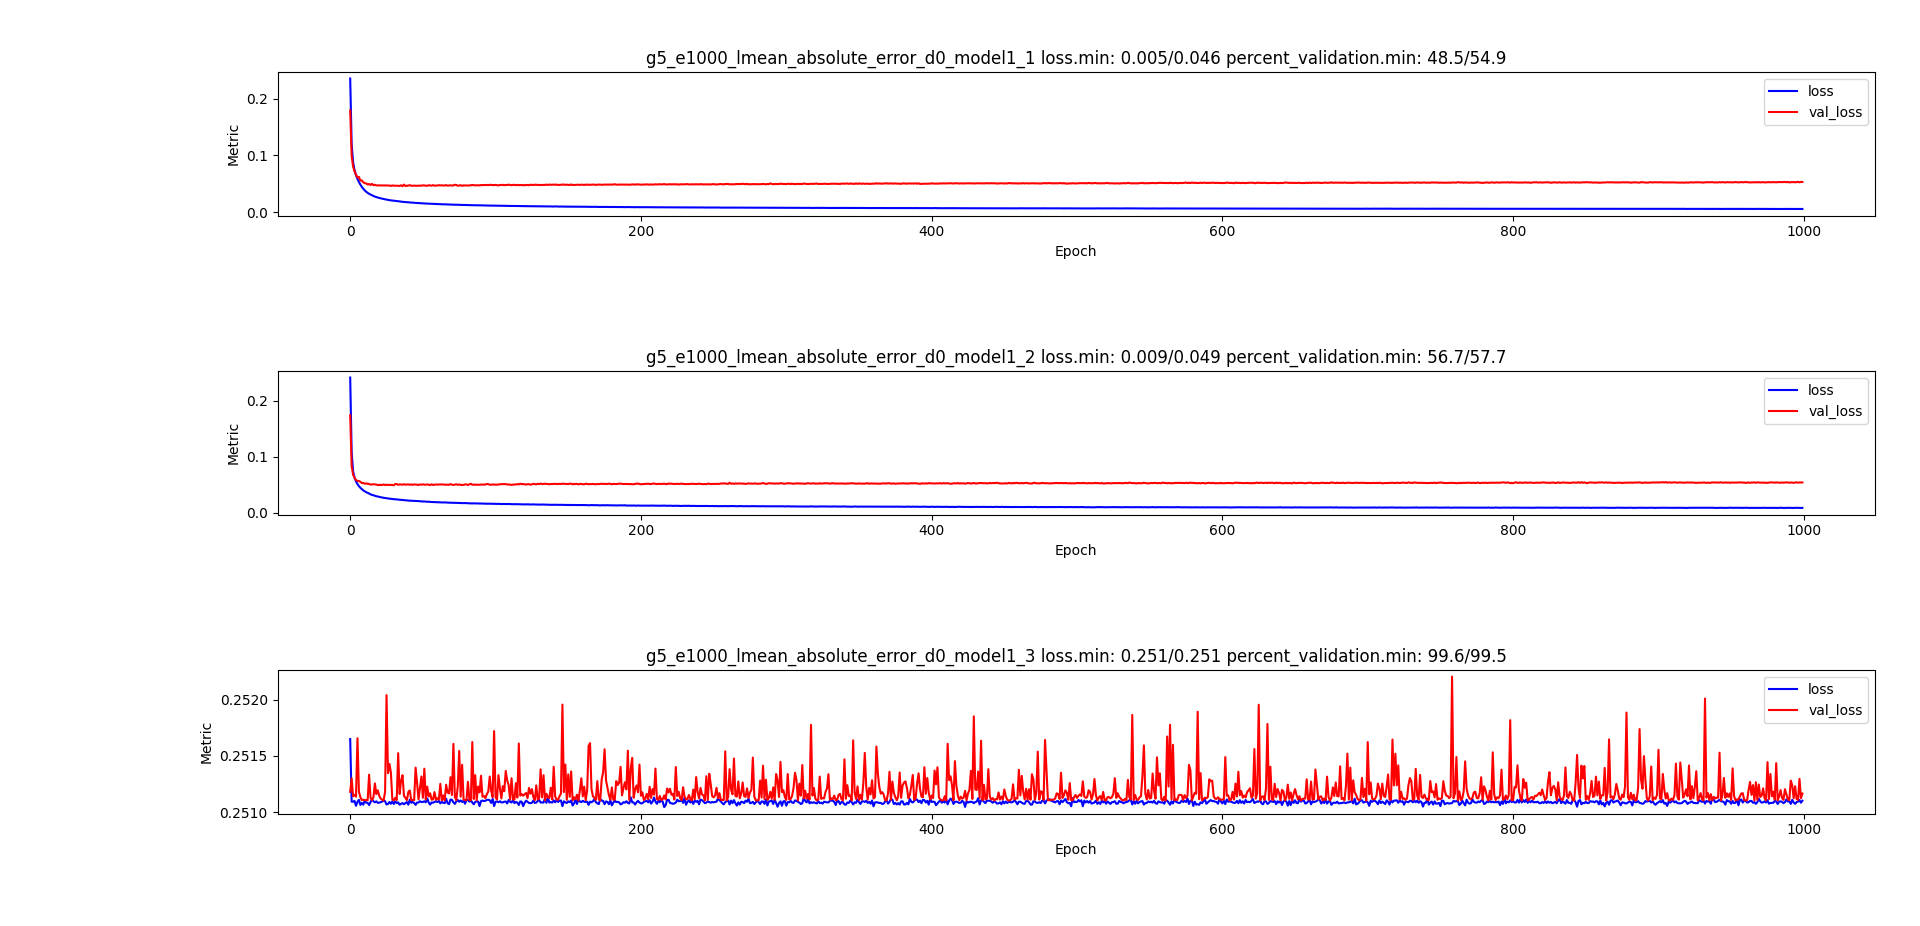 g5_e1000_lmean_absolute_error_d0_model1_1 loss.min: 0.005/0.046 percent_validation.min: 48.5/54.9
loss
val_loss
Metric
0.2
0.1
0.0
0 200 400 600 800 1000
Epoch
g5_e1000_lmean_absolute_error_d0_model1_2 loss.min: 0.009/0.049 percent_validation.min: 56.7/57.7
loss
val_loss
Metric
0.2
0.1
0.0
0 200 400 600 800 1000
Epoch
g5_e1000_lmean_absolute_error_d0_model1_3 loss.min: 0.251/0.251 percent_validation.min: 99.6/99.5
loss
val_loss
Metric
0.2520
0.2515
0.2510
0 200 400 600 800 1000
Epoch